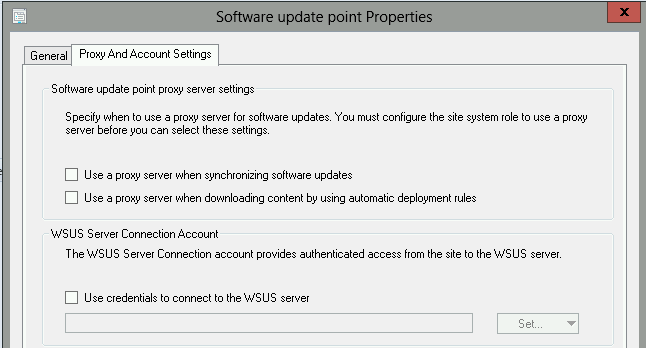 Software update point Properties
x
General
Proxy And Account Settings
Software update point proxy server settings
Specify when to use a proxy server for software updates. You must configure the site system role to use a proxy
server before you can select these settings.
Use a proxy server when synchronizing software updates
Use a proxy server when downloading content by using automatic deployment rules
WSUS Server Connection Account
The WSUS Server Connection account provides authenticated access from the site to the WSUS server.
Use credentials to connect to the WSUS server
Set...